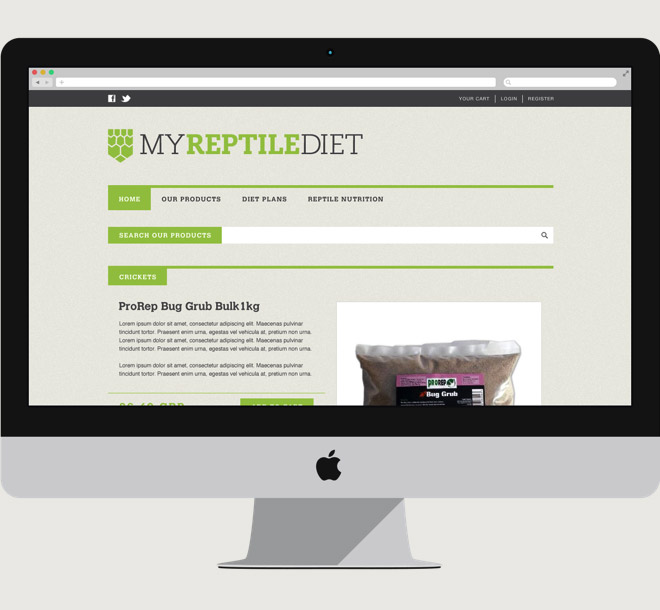 YOUR CART | LOGIN | REGISTER
MYREPTILEDIET
HOME OUR PRODUCTS DIET PLANS REPTILE NUTRITION
SEARCH OUR PRODUCTS
CRICKETS
ProRep Bug Grub Bulk1kg
Lorem ipsum dolor sit amet, consectetur adipiscing elit. Maecenas pulvinar
tincidunt tortor. Praesent enim urna, egestas vel vehicula at, pretium quis, urna.
Lorem ipsum dolor sit amet, consectetur adipiscing elit. Maecenas pulvinar
tincidunt tortor. Praesent enim urna, egestas vel vehicula at, pretium quis, urna.
Lorem ipsum dolor sit amet, consectetur adipiscing elit. Maecenas pulvinar
tincidunt tortor. Praesent enim urna, egestas vel vehicula at, pretium quis, urna.
PROREP
Bug Grub